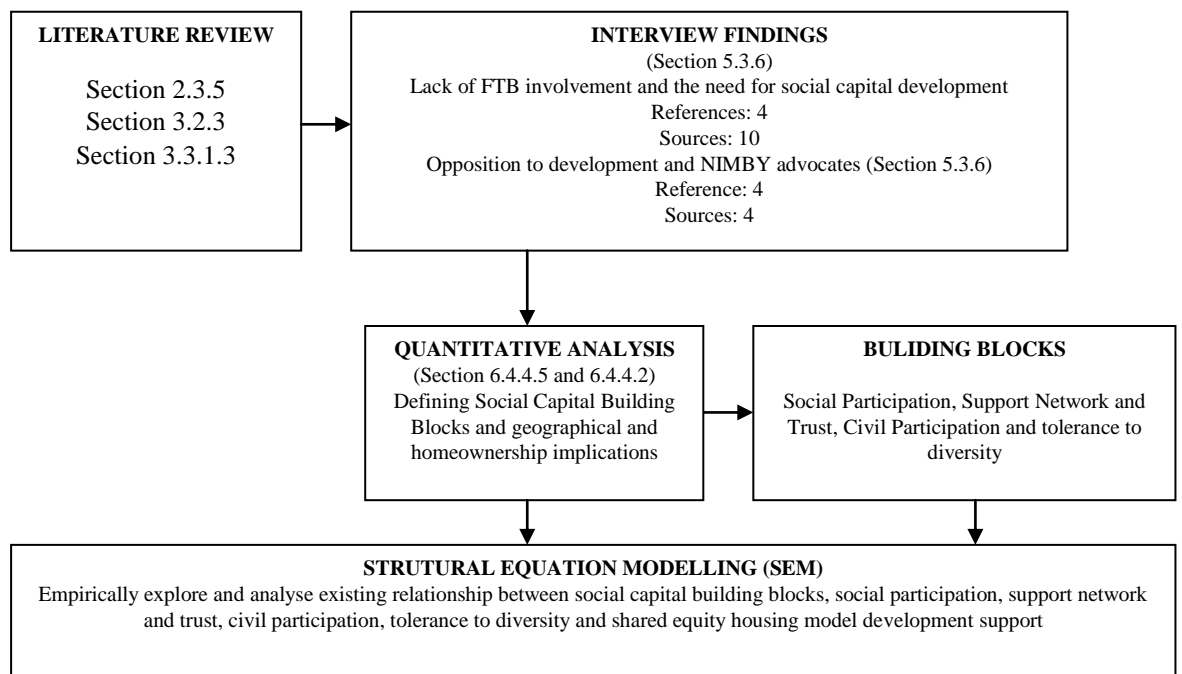 LITERATURE REVIEW
Section 2.3.5
Section 3.2.3
Section 3.3.1.3
INTERVIEW FINDINGS
(Section 5.3.6)
Lack of FTB involvement and the need for social capital development
References: 4
Sources: 10
Opposition to development and NIMBY advocates (Section 5.3.6)
Reference: 4
Sources: 4
QUANTITATIVE ANALYSIS
(Section 6.4.4.5 and 6.4.4.2)
Defining Social Capital Building
Blocks and geographical and
homeownership implications
BULIDING BLOCKS
Social Participation, Support Network and
Trust, Civil Participation and tolerance to
diversity
STRUTURAL EQUATION MODELLING (SEM)
Empirically explore and analyse existing relationship between social capital building blocks, social participation, support network
and trust, civil participation, tolerance to diversity and shared equity housing model development support